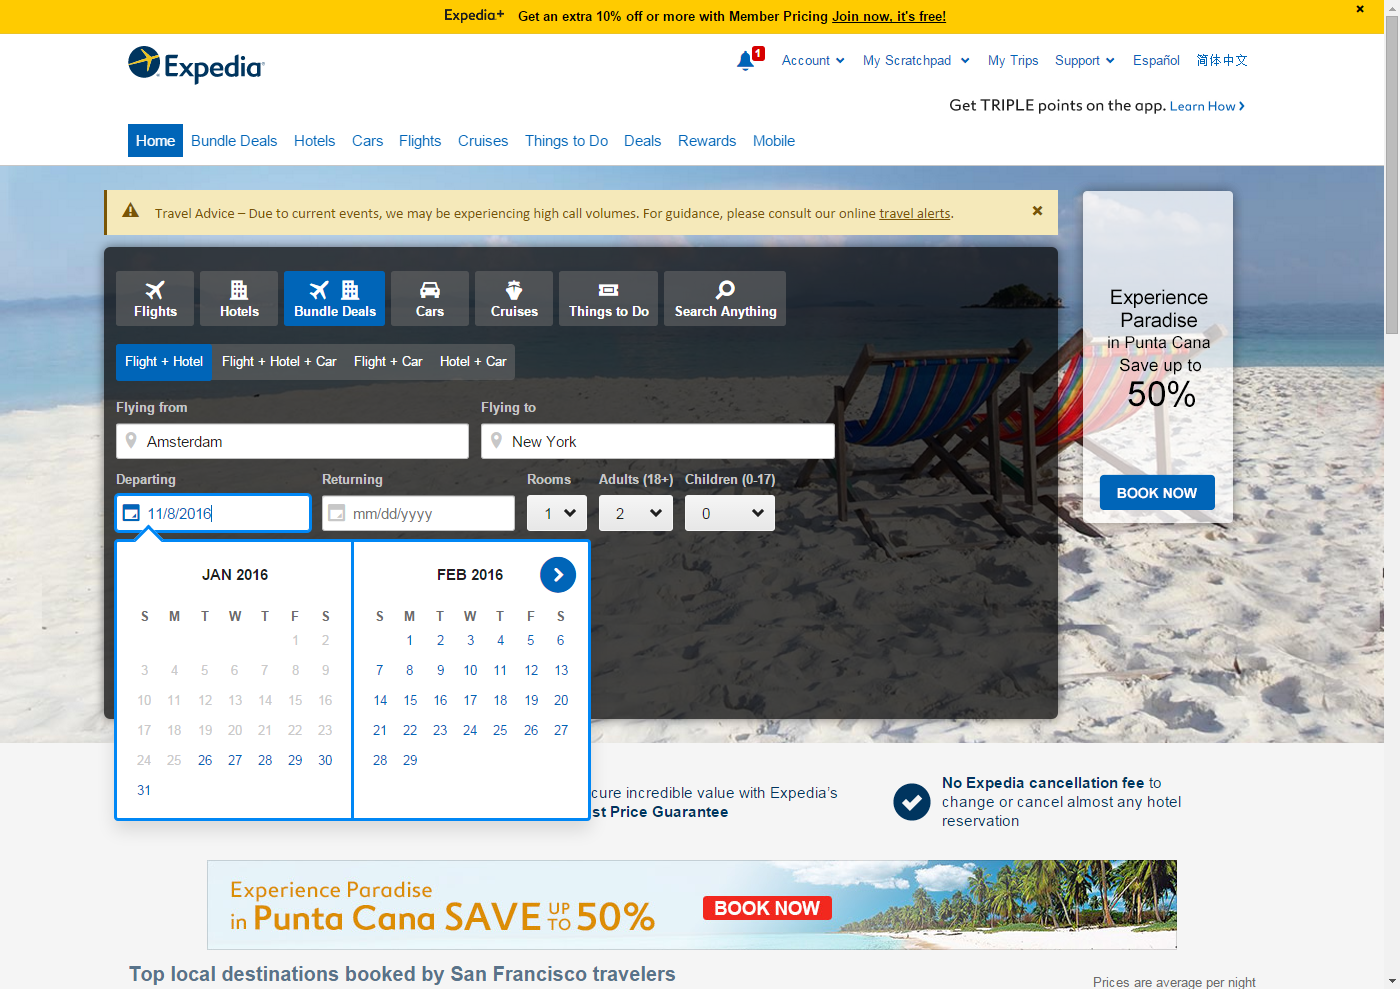 Expedia+ Get an extra 10% off or more with Member Pricing Join now, it's free!
Expedia
1
Account
My Scratchpad
My Trips
Support
Español
简体中文
Get TRIPLE points on the app. Learn How
Home
Bundle Deals
Hotels
Cars
Flights
Cruises
Things to Do
Deals
Rewards
Mobile
Travel Advice – Due to current events, we may be experiencing high call volumes. For guidance, please consult our online travel alerts.
Flights
Hotels
Bundle Deals
Cars
Cruises
Things to Do
Search Anything
Flight + Hotel
Flight + Hotel + Car
Flight + Car
Hotel + Car
Flying from
Flying to
Amsterdam
New York
Departing
Returning
Rooms
Adults (18+)
Children (0-17)
11/8/2016
mm/dd/yyyy
1
2
0
JAN 2016
S M T W T F S
1 2
3 4 5 6 7 8 9
10 11 12 13 14 15 16
17 18 19 20 21 22 23
24 25 26 27 28 29 30
31
FEB 2016
S M T W T F S
1 2 3 4 5 6
7 8 9 10 11 12 13
14 15 16 17 18 19 20
21 22 23 24 25 26 27
28 29
Experience
Paradise
in Punta Cana
Save up to
50%
BOOK NOW
cure incredible value with Expedia's
st Price Guarantee
No Expedia cancellation fee to
change or cancel almost any hotel
reservation
Experience Paradise
in Punta Cana SAVE UP TO 50%
BOOK NOW
Top local destinations booked by San Francisco travelers
Prices are average per night